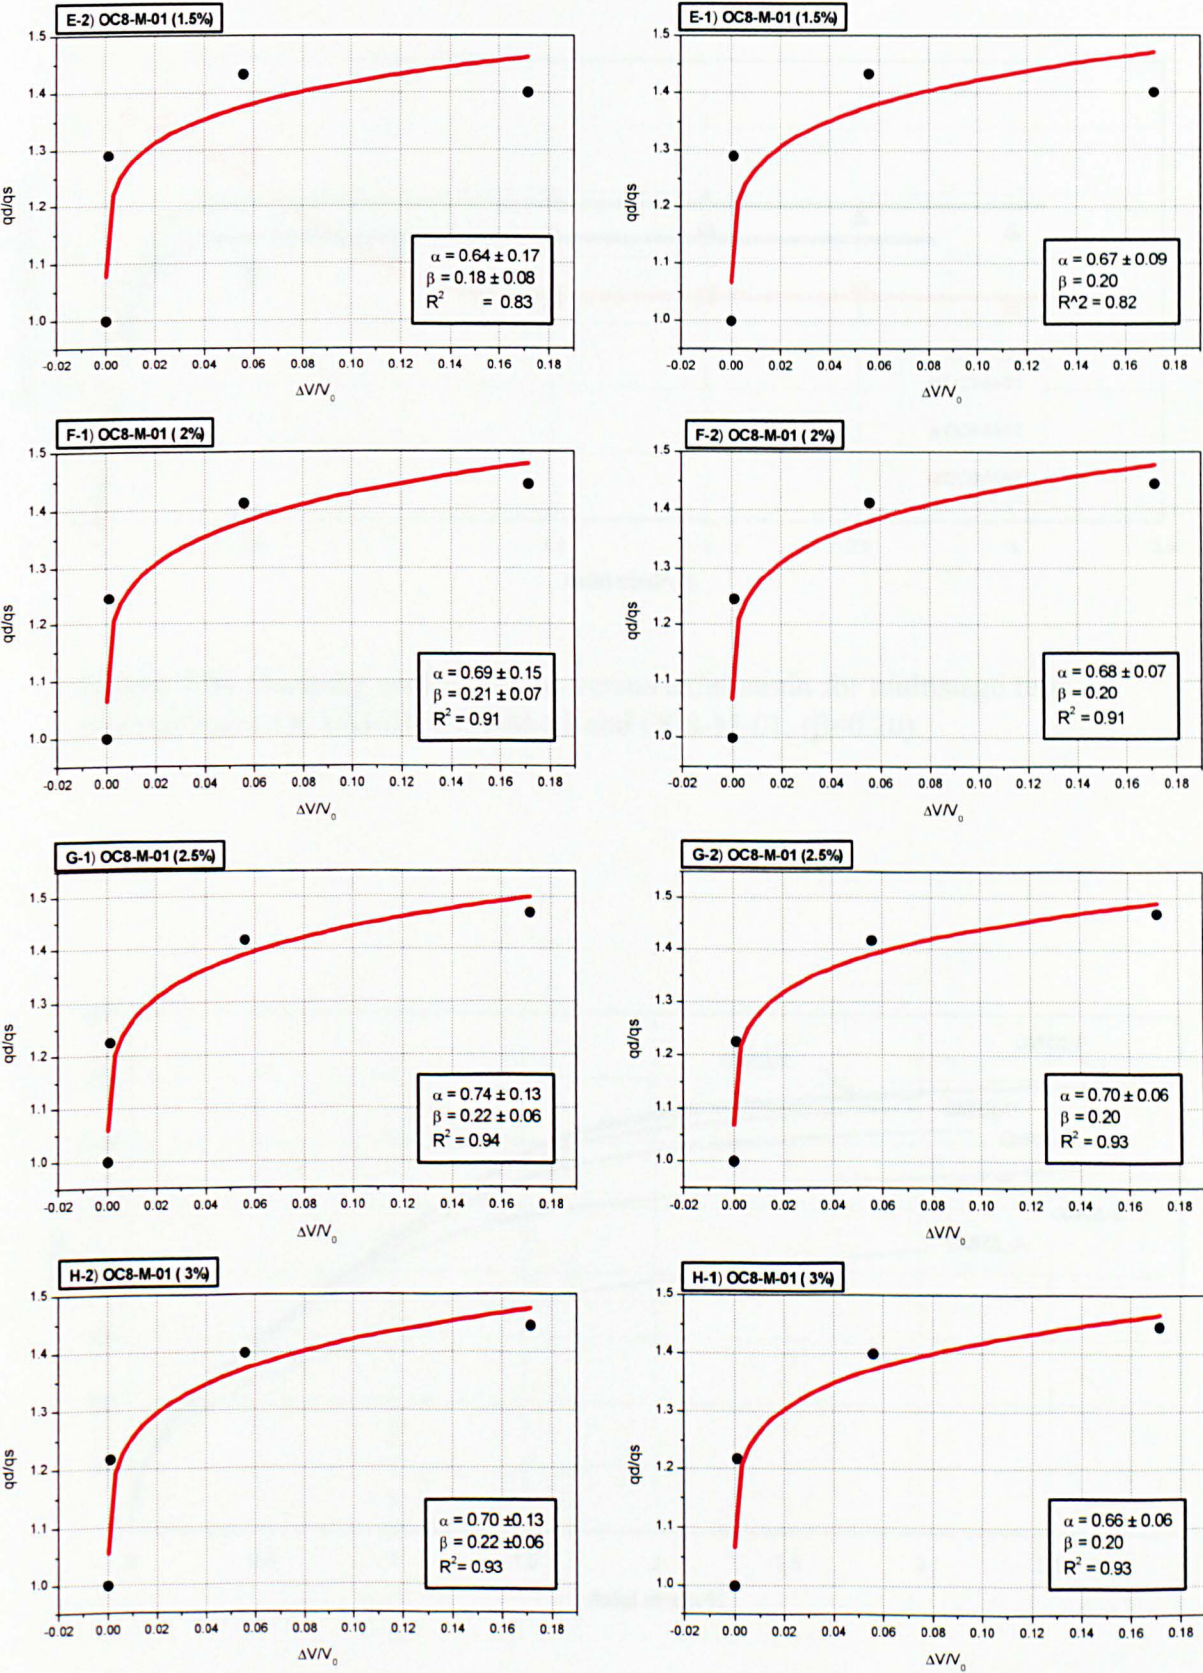 E-2) OC8-M-01 (1.5%)
1.5
1.4
1.3
1.2
1.1
1.0
qd/qs
α = 0.64 ± 0.17
β = 0.18 ± 0.08
R² = 0.83
-0.02 0.00 0.02 0.04 0.06 0.08 0.10 0.12 0.14 0.16 0.18
ΔV/V₀
E-1) OC8-M-01 (1.5%)
1.5
1.4
1.3
1.2
1.1
1.0
qd/qs
α = 0.67 ± 0.09
β = 0.20
R^2 = 0.82
-0.02 0.00 0.02 0.04 0.06 0.08 0.10 0.12 0.14 0.16 0.18
ΔV/V₀
F-1) OC8-M-01 ( 2%)
1.5
1.4
1.3
1.2
1.1
1.0
qd/qs
α = 0.69 ± 0.15
β = 0.21 ± 0.07
R² = 0.91
-0.02 0.00 0.02 0.04 0.06 0.08 0.10 0.12 0.14 0.16 0.18
ΔV/V₀
F-2) OC8-M-01 ( 2%)
1.5
1.4
1.3
1.2
1.1
1.0
qd/qs
α = 0.68 ± 0.07
β = 0.20
R² = 0.91
-0.02 0.00 0.02 0.04 0.06 0.08 0.10 0.12 0.14 0.16 0.18
ΔV/V₀
G-1) OC8-M-01 (2.5%)
1.5
1.4
1.3
1.2
1.1
1.0
qd/qs
α = 0.74 ± 0.13
β = 0.22 ± 0.06
R² = 0.94
-0.02 0.00 0.02 0.04 0.06 0.08 0.10 0.12 0.14 0.16 0.18
ΔV/V₀
G-2) OC8-M-01 (2.5%)
1.5
1.4
1.3
1.2
1.1
1.0
qd/qs
α = 0.70 ± 0.06
β = 0.20
R² = 0.93
-0.02 0.00 0.02 0.04 0.06 0.08 0.10 0.12 0.14 0.16 0.18
ΔV/V₀
H-2) OC8-M-01 ( 3%)
1.5
1.4
1.3
1.2
1.1
1.0
qd/qs
α = 0.70 ±0.13
β = 0.22 ±0.06
R²= 0.93
-0.02 0.00 0.02 0.04 0.06 0.08 0.10 0.12 0.14 0.16 0.18
ΔV/V₀
H-1) OC8-M-01 ( 3%)
1.5
1.4
1.3
1.2
1.1
1.0
qd/qs
α = 0.66 ± 0.06
β = 0.20
R² = 0.93
-0.02 0.00 0.02 0.04 0.06 0.08 0.10 0.12 0.14 0.16 0.18
ΔV/V₀